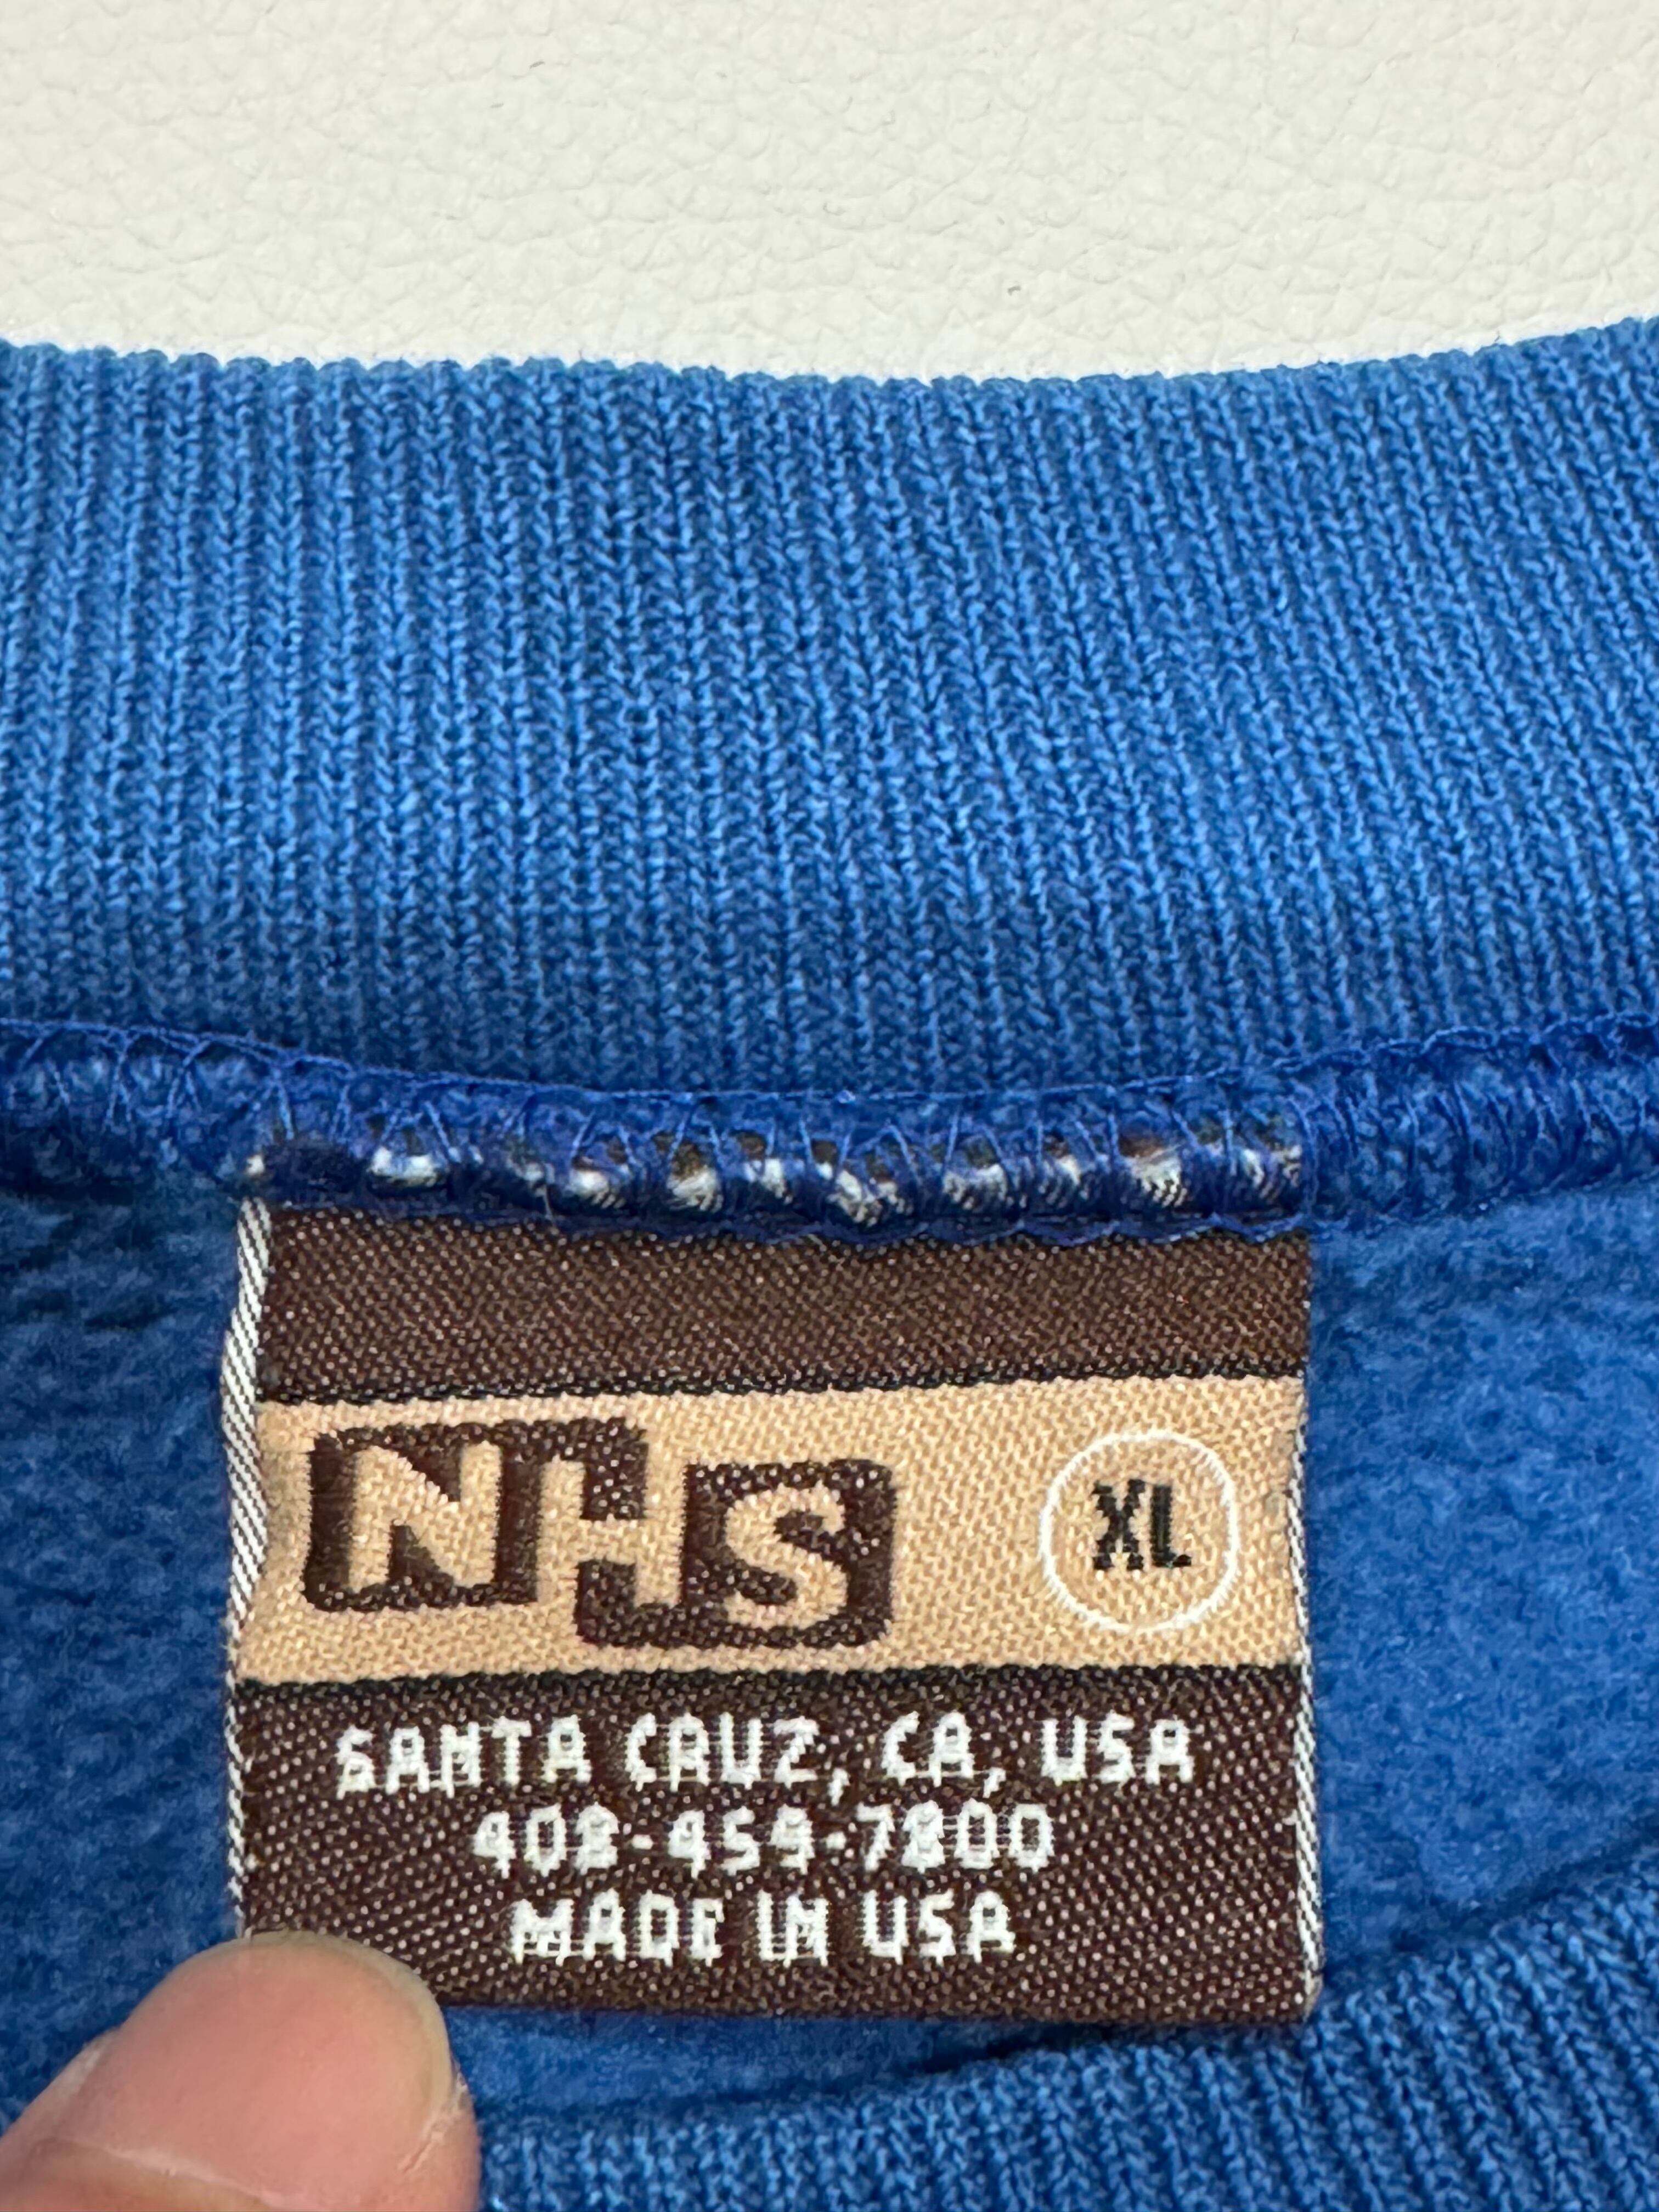 NHS XL
SANTA CRUZ, CA, USA
408-459-7800
MADE IN USA